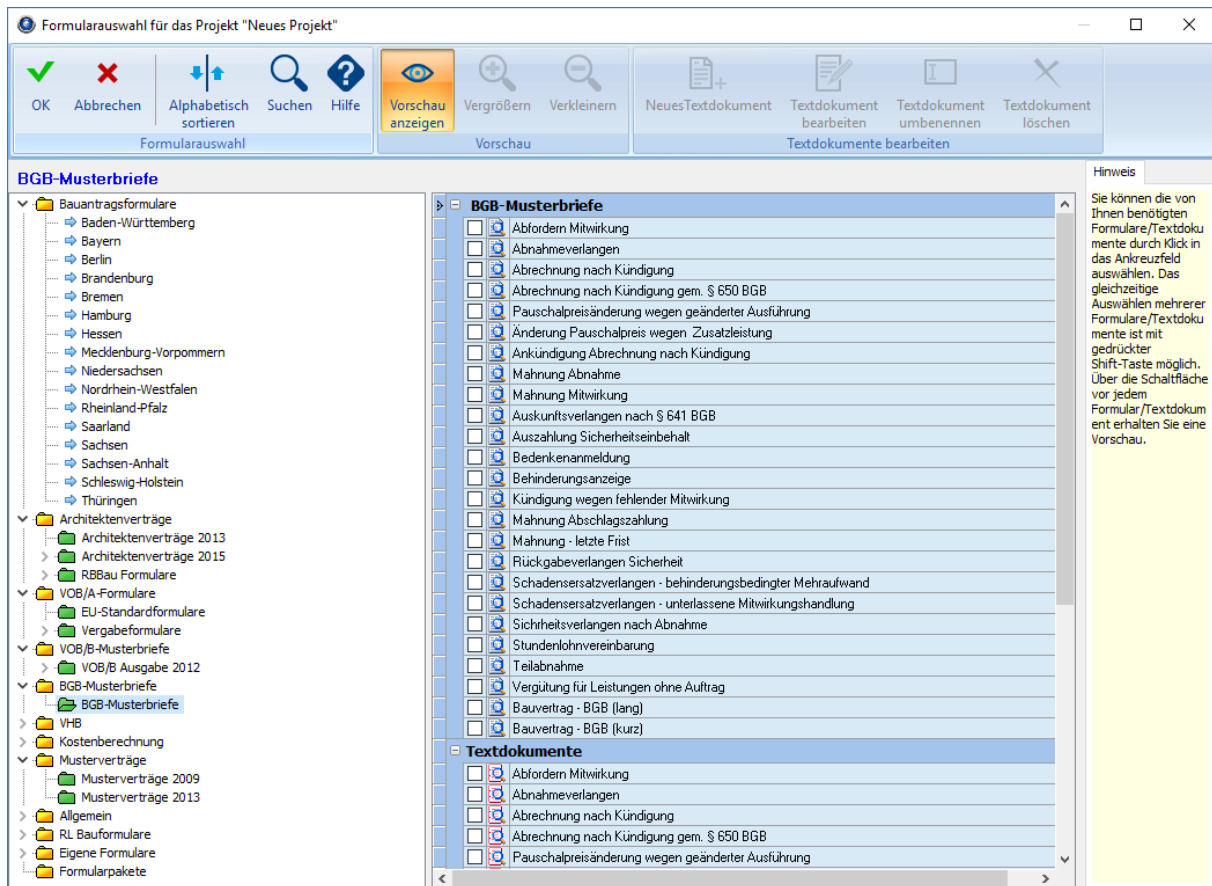 Formularauswahl für das Projekt "Neues Projekt"
OK
Abbrechen
Alphabetisch
sortieren
Suchen
Hilfe
Formularauswahl
Vorschau
anzeigen
Vergrößern
Verkleinern
Vorschau
NeuesTextdokument
Textdokument
bearbeiten
Textdokument
umbenennen
Textdokument
löschen
Textdokumente bearbeiten
BGB-Musterbriefe
Bauantragsformulare
Baden-Württemberg
Bayern
Berlin
Brandenburg
Bremen
Hamburg
Hessen
Mecklenburg-Vorpommern
Niedersachsen
Nordrhein-Westfalen
Rheinland-Pfalz
Saarland
Sachsen
Sachsen-Anhalt
Schleswig-Holstein
Thüringen
Architektenverträge
Architektenverträge 2013
Architektenverträge 2015
RBBau Formulare
VOB/A-Formulare
EU-Standardformulare
Vergabeformulare
VOB/B-Musterbriefe
VOB/B Ausgabe 2012
BGB-Musterbriefe
BGB-Musterbriefe
VHB
Kostenberechnung
Musterverträge
Musterverträge 2009
Musterverträge 2013
Allgemein
RL Bauformulare
Eigene Formulare
Formularpakete
BGB-Musterbriefe
Abfordern Mitwirkung
Abnahmeverlangen
Abrechnung nach Kündigung
Abrechnung nach Kündigung gem. § 650 BGB
Pauschalpreisänderung wegen geänderter Ausführung
Änderung Pauschalpreis wegen Zusatzleistung
Ankündigung Abrechnung nach Kündigung
Mahnung Abnahme
Mahnung Mitwirkung
Auskunftsverlangen nach § 641 BGB
Auszahlung Sicherheitseinbehalt
Bedenkenanmeldung
Behinderungsanzeige
Kündigung wegen fehlender Mitwirkung
Mahnung Abschlagszahlung
Mahnung - letzte Frist
Rückgabeverlangen Sicherheit
Schadensersatzverlangen - behinderungsbedingter Mehraufwand
Schadensersatzverlangen - unterlassene Mitwirkungshandlung
Sichrheitsverlangen nach Abnahme
Stundenlohnvereinbarung
Teilabnahme
Vergütung für Leistungen ohne Auftrag
Bauvertrag - BGB (lang)
Bauvertrag - BGB (kurz)
Textdokumente
Abfordern Mitwirkung
Abnahmeverlangen
Abrechnung nach Kündigung
Abrechnung nach Kündigung gem. § 650 BGB
Pauschalpreisänderung wegen geänderter Ausführung
Hinweis
Sie können die von
Ihnen benötigten
Formulare/Textdoku
mente durch Klick in
das Ankreuzfeld
auswählen. Das
gleichzeitige
Auswählen mehrerer
Formulare/Textdoku
mente ist mit
gedrückter
Shift-Taste möglich.
Über die Schaltfläche
vor jedem
Formular/Textdokum
ent erhalten Sie eine
Vorschau.